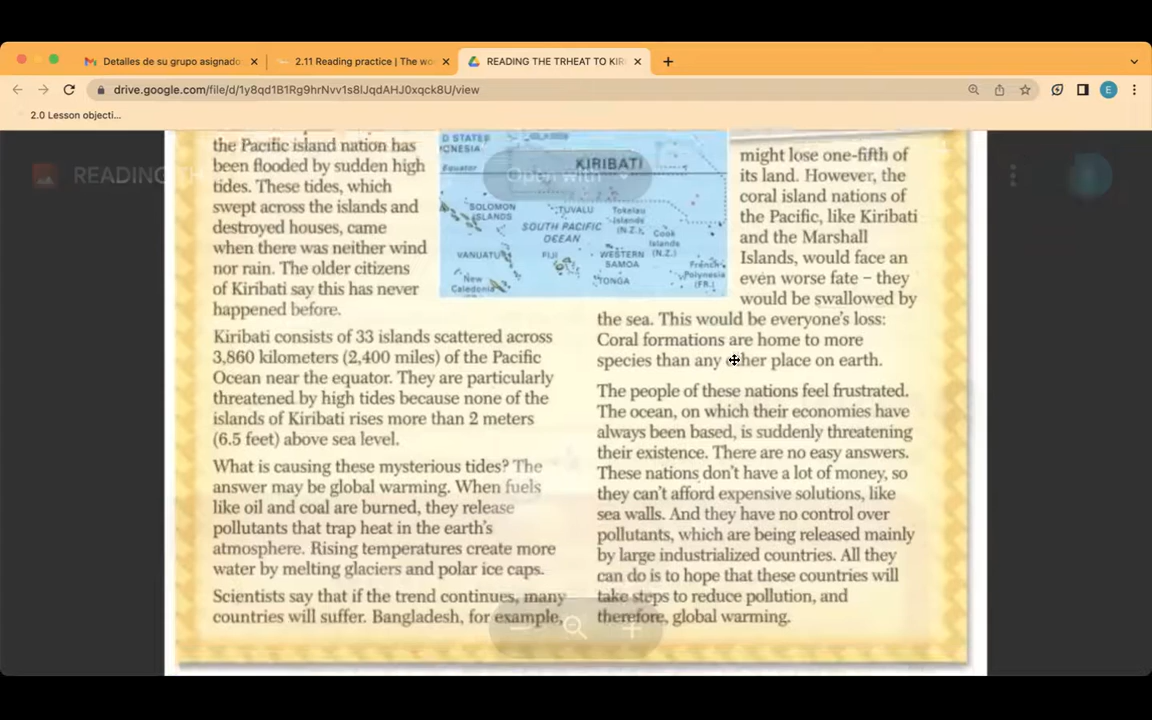 Detalles de su grupo asignado
2.11 Reading practice | The wo
READING THE TRHEAT TO KIR
drive.google.com/file/d/1y8qd1B1Rg9hrNvv1s8lJqdAHJ0xqck8U/view
E
2.0 Lesson objecti...
READING TH
Open with
the Pacific island nation has
been flooded by sudden high
tides. These tides, which
swept across the islands and
destroyed houses, came
when there was neither wind
nor rain. The older citizens
of Kiribati say this has never
happened before.
Kiribati consists of 33 islands scattered across
3,860 kilometers (2,400 miles) of the Pacific
Ocean near the equator. They are particularly
threatened by high tides because none of the
islands of Kiribati rises more than 2 meters
(6.5 feet) above sea level.
What is causing these mysterious tides? The
answer may be global warming. When fuels
like oil and coal are burned, they release
pollutants that trap heat in the earth's
atmosphere. Rising temperatures create more
water by melting glaciers and polar ice caps.
Scientists say that if the trend continues, many
countries will suffer. Bangladesh, for example,
D STATES
ONESIA
Equator
KIRIBATI
SOLOMON
ISLANDS
TUVALU
Tokelau
Islands
(N.Z.)
SOUTH PACIFIC
OCEAN
Cook
Islands
(N.Z.)
VANUATU
FIJI
WESTERN
SAMOA
TONGA
French
Polynesia
(FR.)
New
Caledonia
might lose one-fifth of
its land. However, the
coral island nations of
the Pacific, like Kiribati
and the Marshall
Islands, would face an
even worse fate – they
would be swallowed by
the sea. This would be everyone's loss:
Coral formations are home to more
species than any other place on earth.
The people of these nations feel frustrated.
The ocean, on which their economies have
always been based, is suddenly threatening
their existence. There are no easy answers.
These nations don't have a lot of money, so
they can't afford expensive solutions, like
sea walls. And they have no control over
pollutants, which are being released mainly
by large industrialized countries. All they
can do is to hope that these countries will
take steps to reduce pollution, and
therefore, global warming.